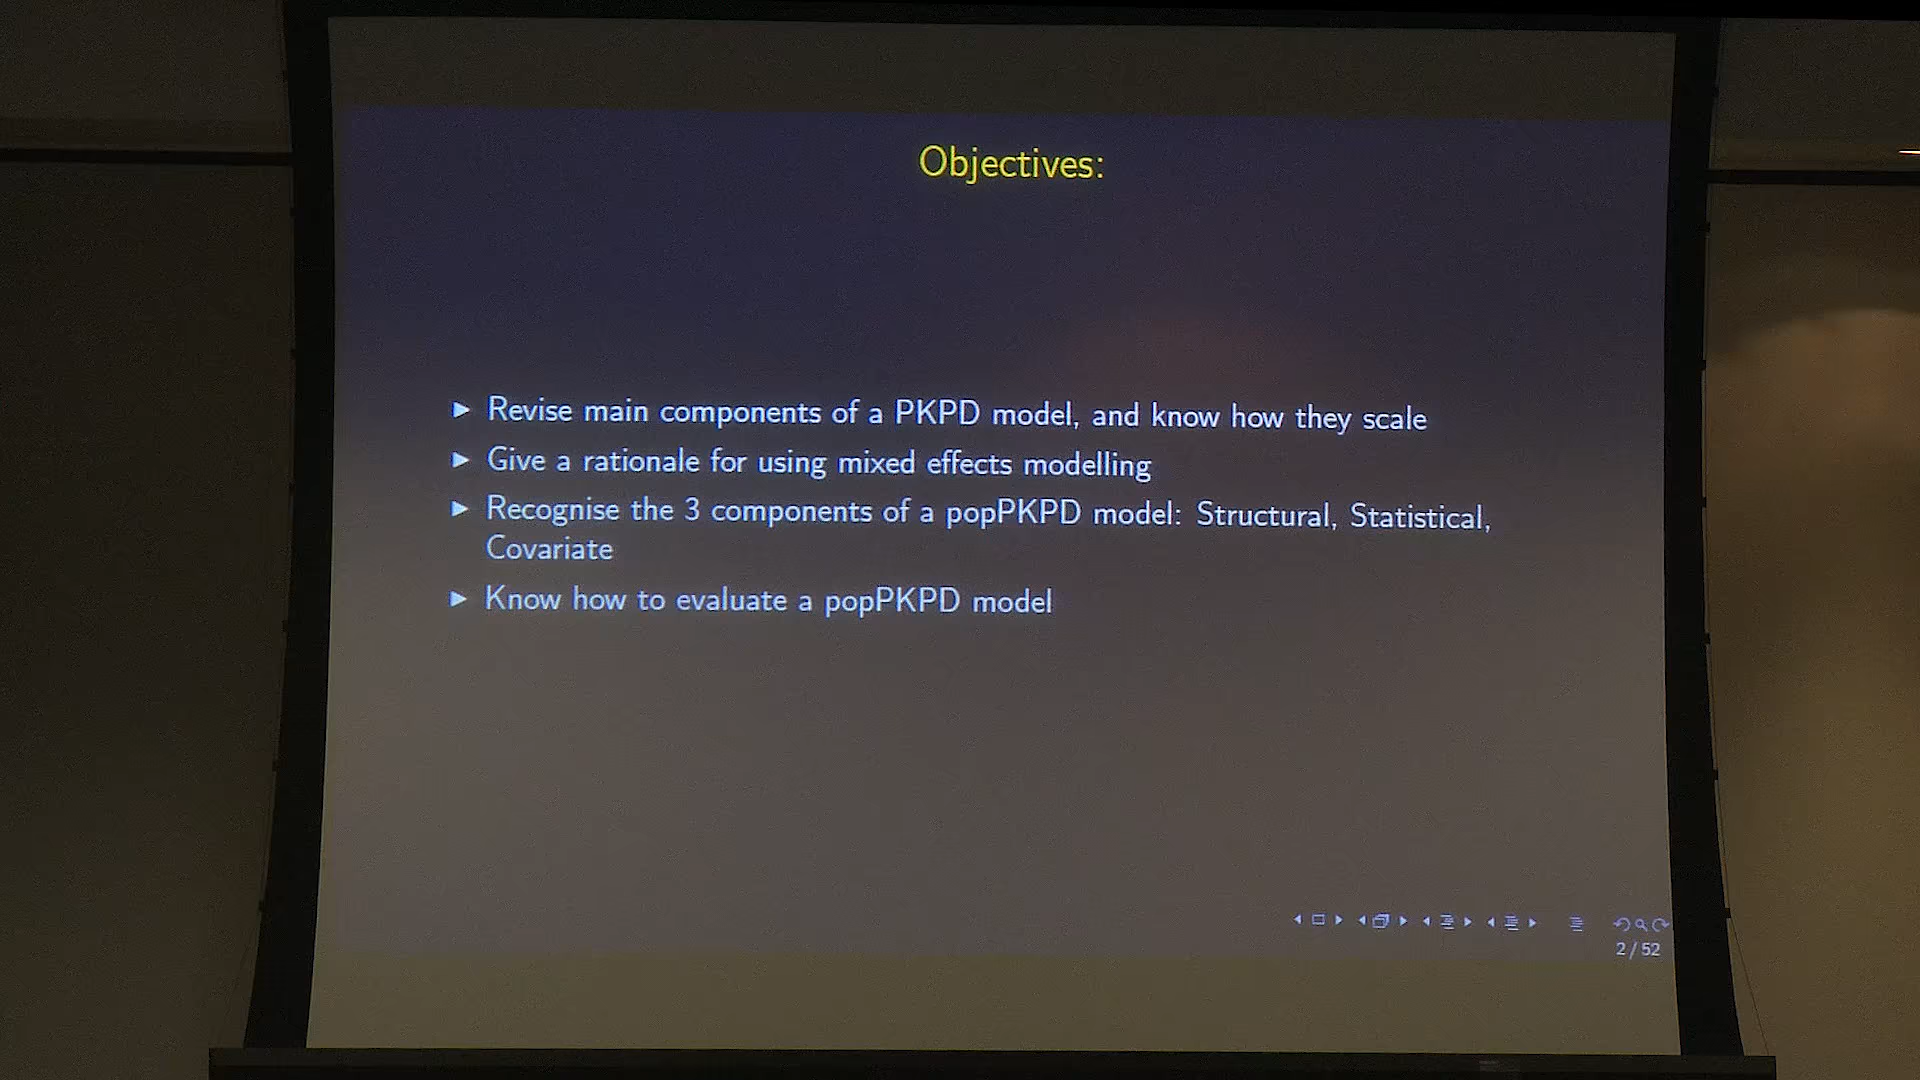 Objectives:
▶ Revise main components of a PKPD model, and know how they scale
▶ Give a rationale for using mixed effects modelling
▶ Recognise the 3 components of a popPKPD model: Structural, Statistical,
Covariate
▶ Know how to evaluate a popPKPD model
2 / 52